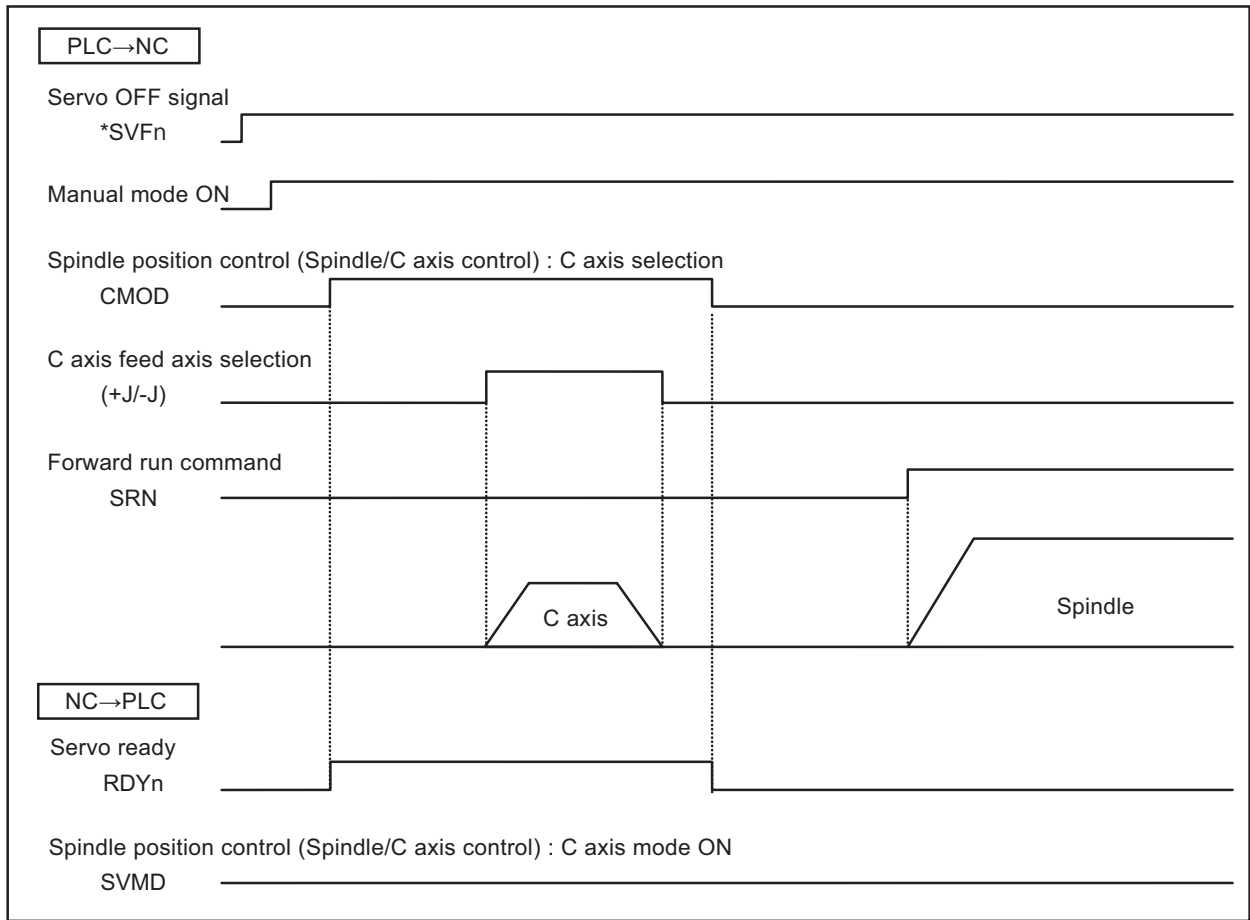 PLC→NC
Servo OFF signal
*SVFn
Manual mode ON
Spindle position control (Spindle/C axis control) : C axis selection
CMOD
C axis feed axis selection
(+J/-J)
Forward run command
SRN
C axis
Spindle
NC→PLC
Servo ready
RDYn
Spindle position control (Spindle/C axis control) : C axis mode ON
SVMD